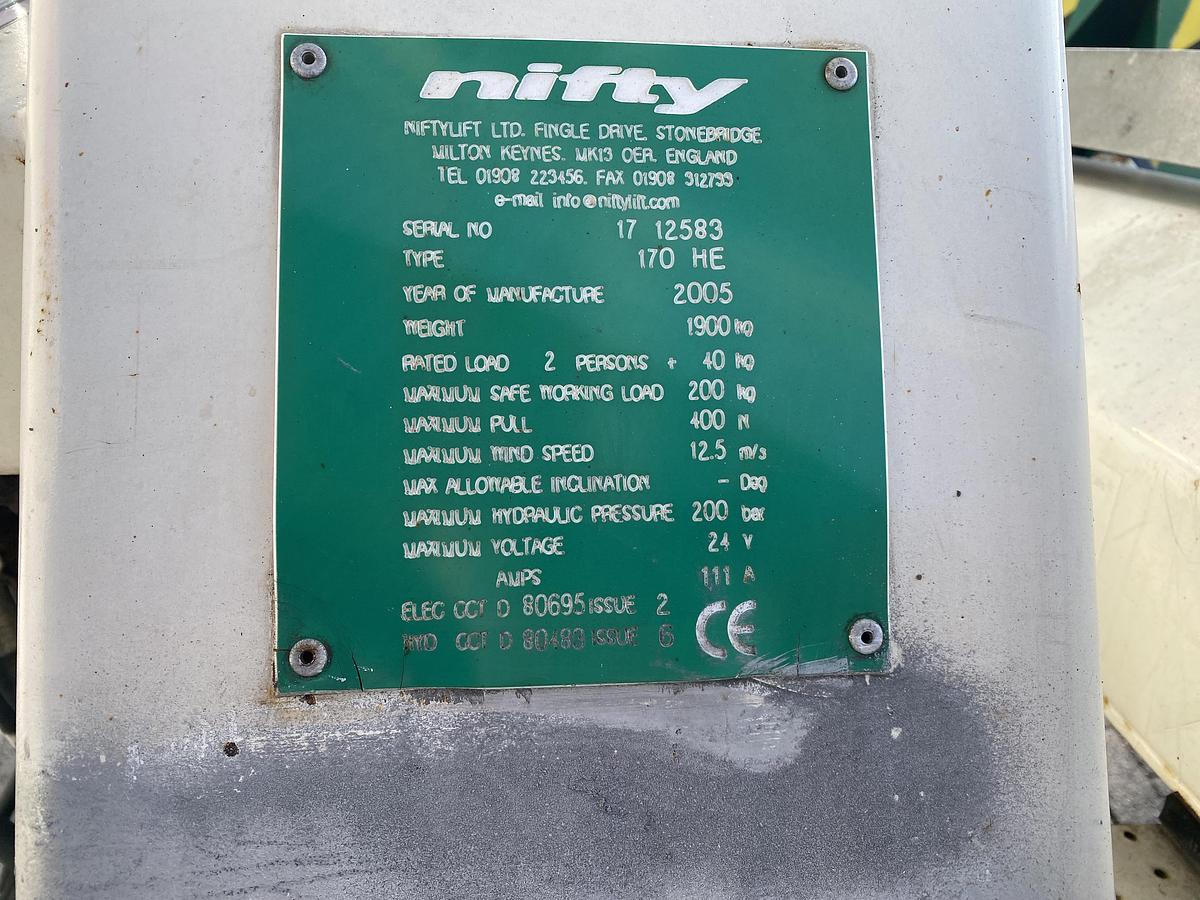 nifty
NIFTYLIFT LTD. FINGLE DRIVE. STONEBRIDGE
MILTON KEYNES. MK13 OER. ENGLAND
TEL 01908 223456. FAX 01908 312733
e-mail info@niftylift.com
SERIAL NO 17 12583
TYPE 170 HE
YEAR OF MANUFACTURE 2005
WEIGHT 1900 kg
RATED LOAD 2 PERSONS + 40 kg
MAXIMUM SAFE WORKING LOAD 200 kg
MAXIMUM PULL 400 N
MAXIMUM WIND SPEED 12.5 m/s
MAX ALLOWABLE INCLINATION - Deg
MAXIMUM HYDRAULIC PRESSURE 200 bar
MAXIMUM VOLTAGE 24 V
AMPS 111 A
ELEC CCT D 80695 ISSUE 2
HYD CCT D 80483 ISSUE 6
CE